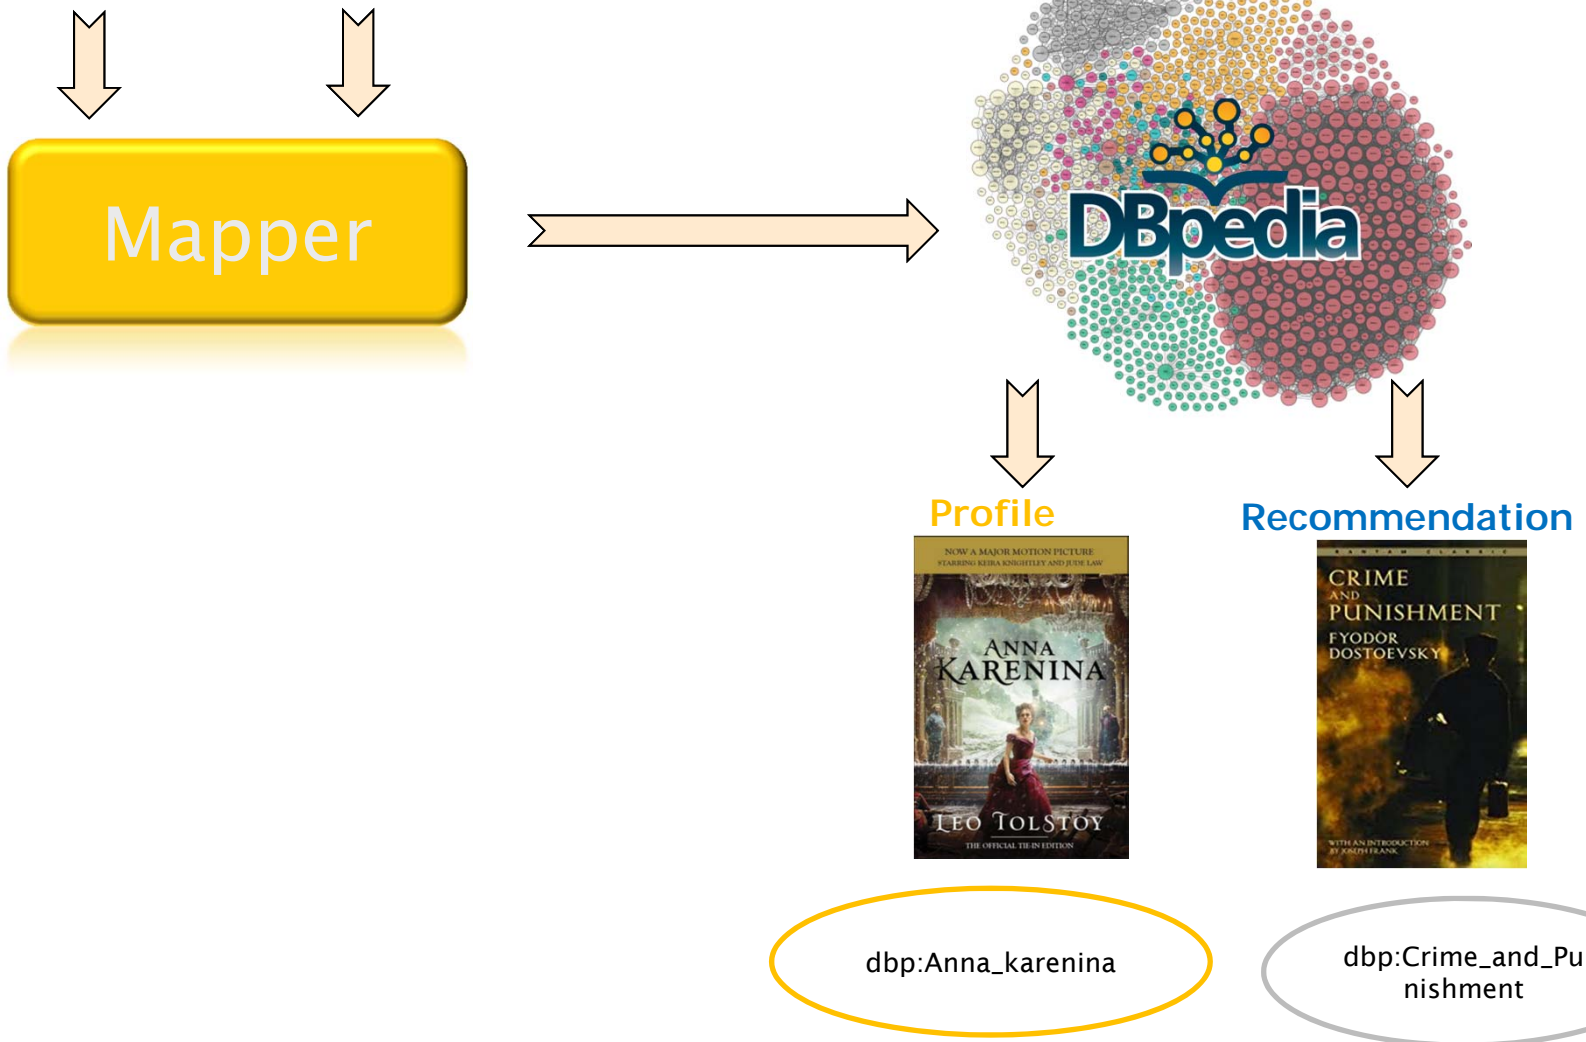 Mapper
DBpedia
Profile
Recommendation
NOW A MAJOR MOTION PICTURE
STARRING KEIRA KNIGHTLEY AND JUDE LAW
ANNA
KARENINA
LEO TOLSTOY
THE OFFICIAL TIE-IN EDITION
BANTAM CLASSIC
CRIME
AND
PUNISHMENT
FYODOR
DOSTOEVSKY
WITH AN INTRODUCTION
BY JOSEPH FRANK
dbp:Anna_karenina
dbp:Crime_and_Pu
nishment